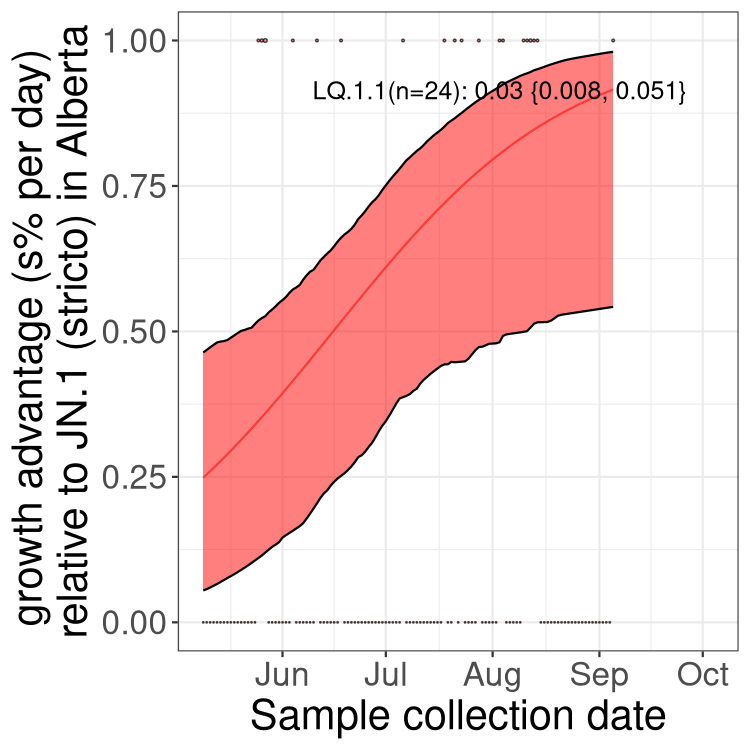 growth advantage (s% per day)
relative to JN.1 (stricto) in Alberta
1.00
0.75
0.50
0.25
0.00
LQ.1.1(n=24): 0.03 {0.008, 0.051}
Jun Jul Aug Sep Oct
Sample collection date